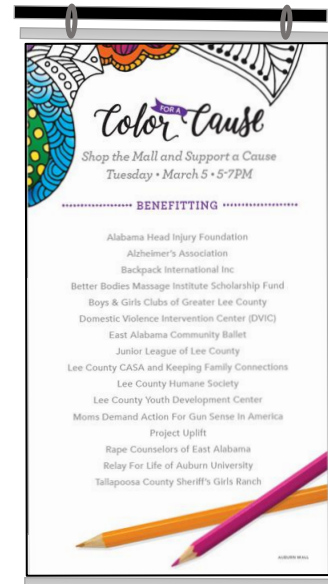 Color FOR A Cause
Shop the Mall and Support a Cause
Tuesday • March 5 • 5-7PM
BENEFITTING
Alabama Head Injury Foundation
Alzheimer's Association
Backpack International Inc
Better Bodies Massage Institute Scholarship Fund
Boys & Girls Clubs of Greater Lee County
Domestic Violence Intervention Center (DVIC)
East Alabama Community Ballet
Junior League of Lee County
Lee County CASA and Keeping Family Connections
Lee County Humane Society
Lee County Youth Development Center
Moms Demand Action For Gun Sense In America
Project Uplift
Rape Counselors of East Alabama
Relay For Life of Auburn University
Tallapoosa County Sheriff's Girls Ranch
AUBURN MALL